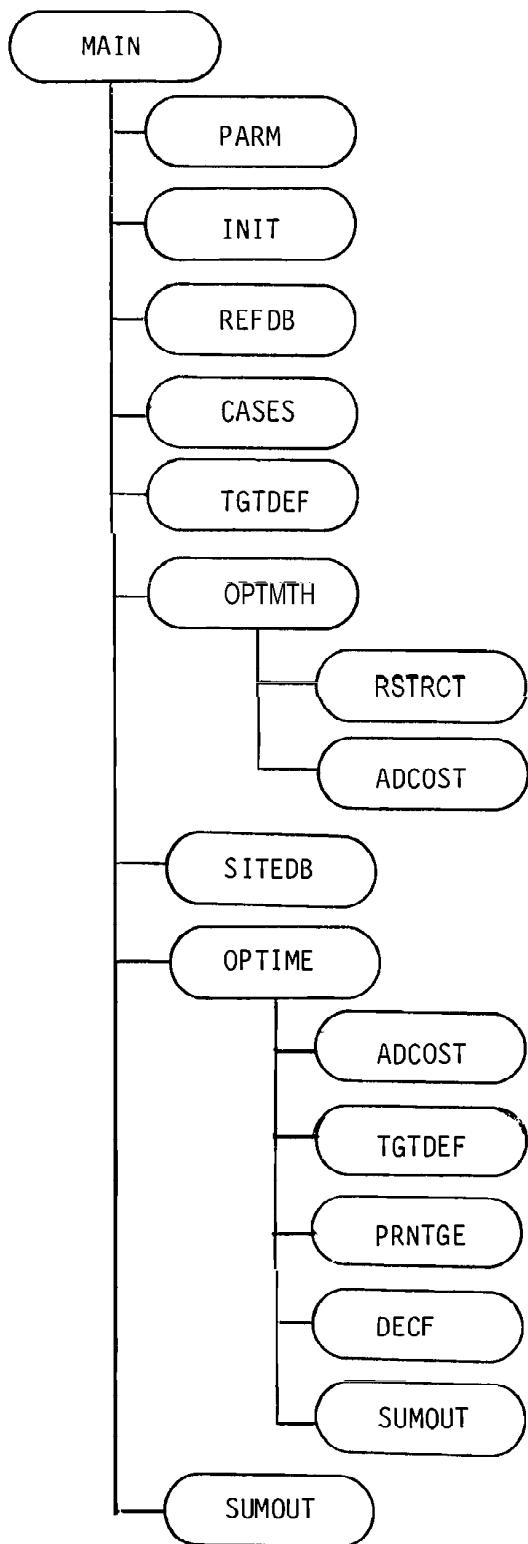 MAIN
PARM
INIT
REFDB
CASES
TGTDEF
OPTMTH
RSTRCT
ADCOST
SITEDB
OPTIME
ADCOST
TGTDEF
PRNTGE
DECF
SUMOUT
SUMOUT